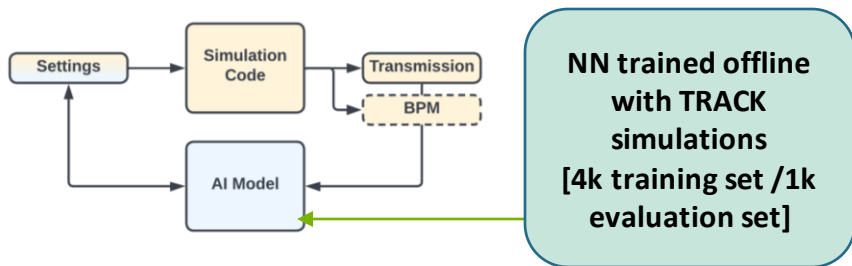 Settings
Simulation
Code
Transmission
BPM
AI Model
NN trained offline
with TRACK
simulations
[4k training set /1k
evaluation set]